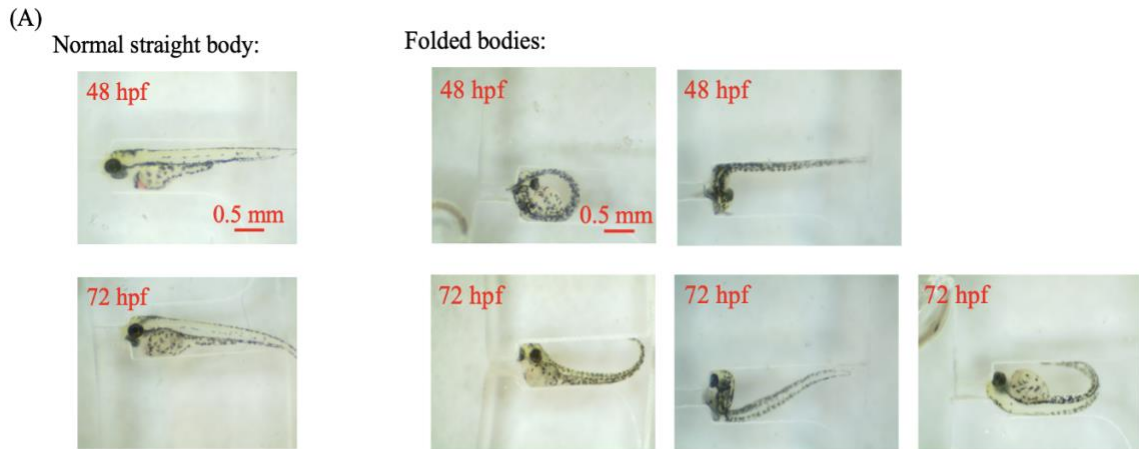 (A)
Normal straight body:
Folded bodies:
48 hpf
48 hpf
48 hpf
0.5 mm
0.5 mm
72 hpf
72 hpf
72 hpf
72 hpf